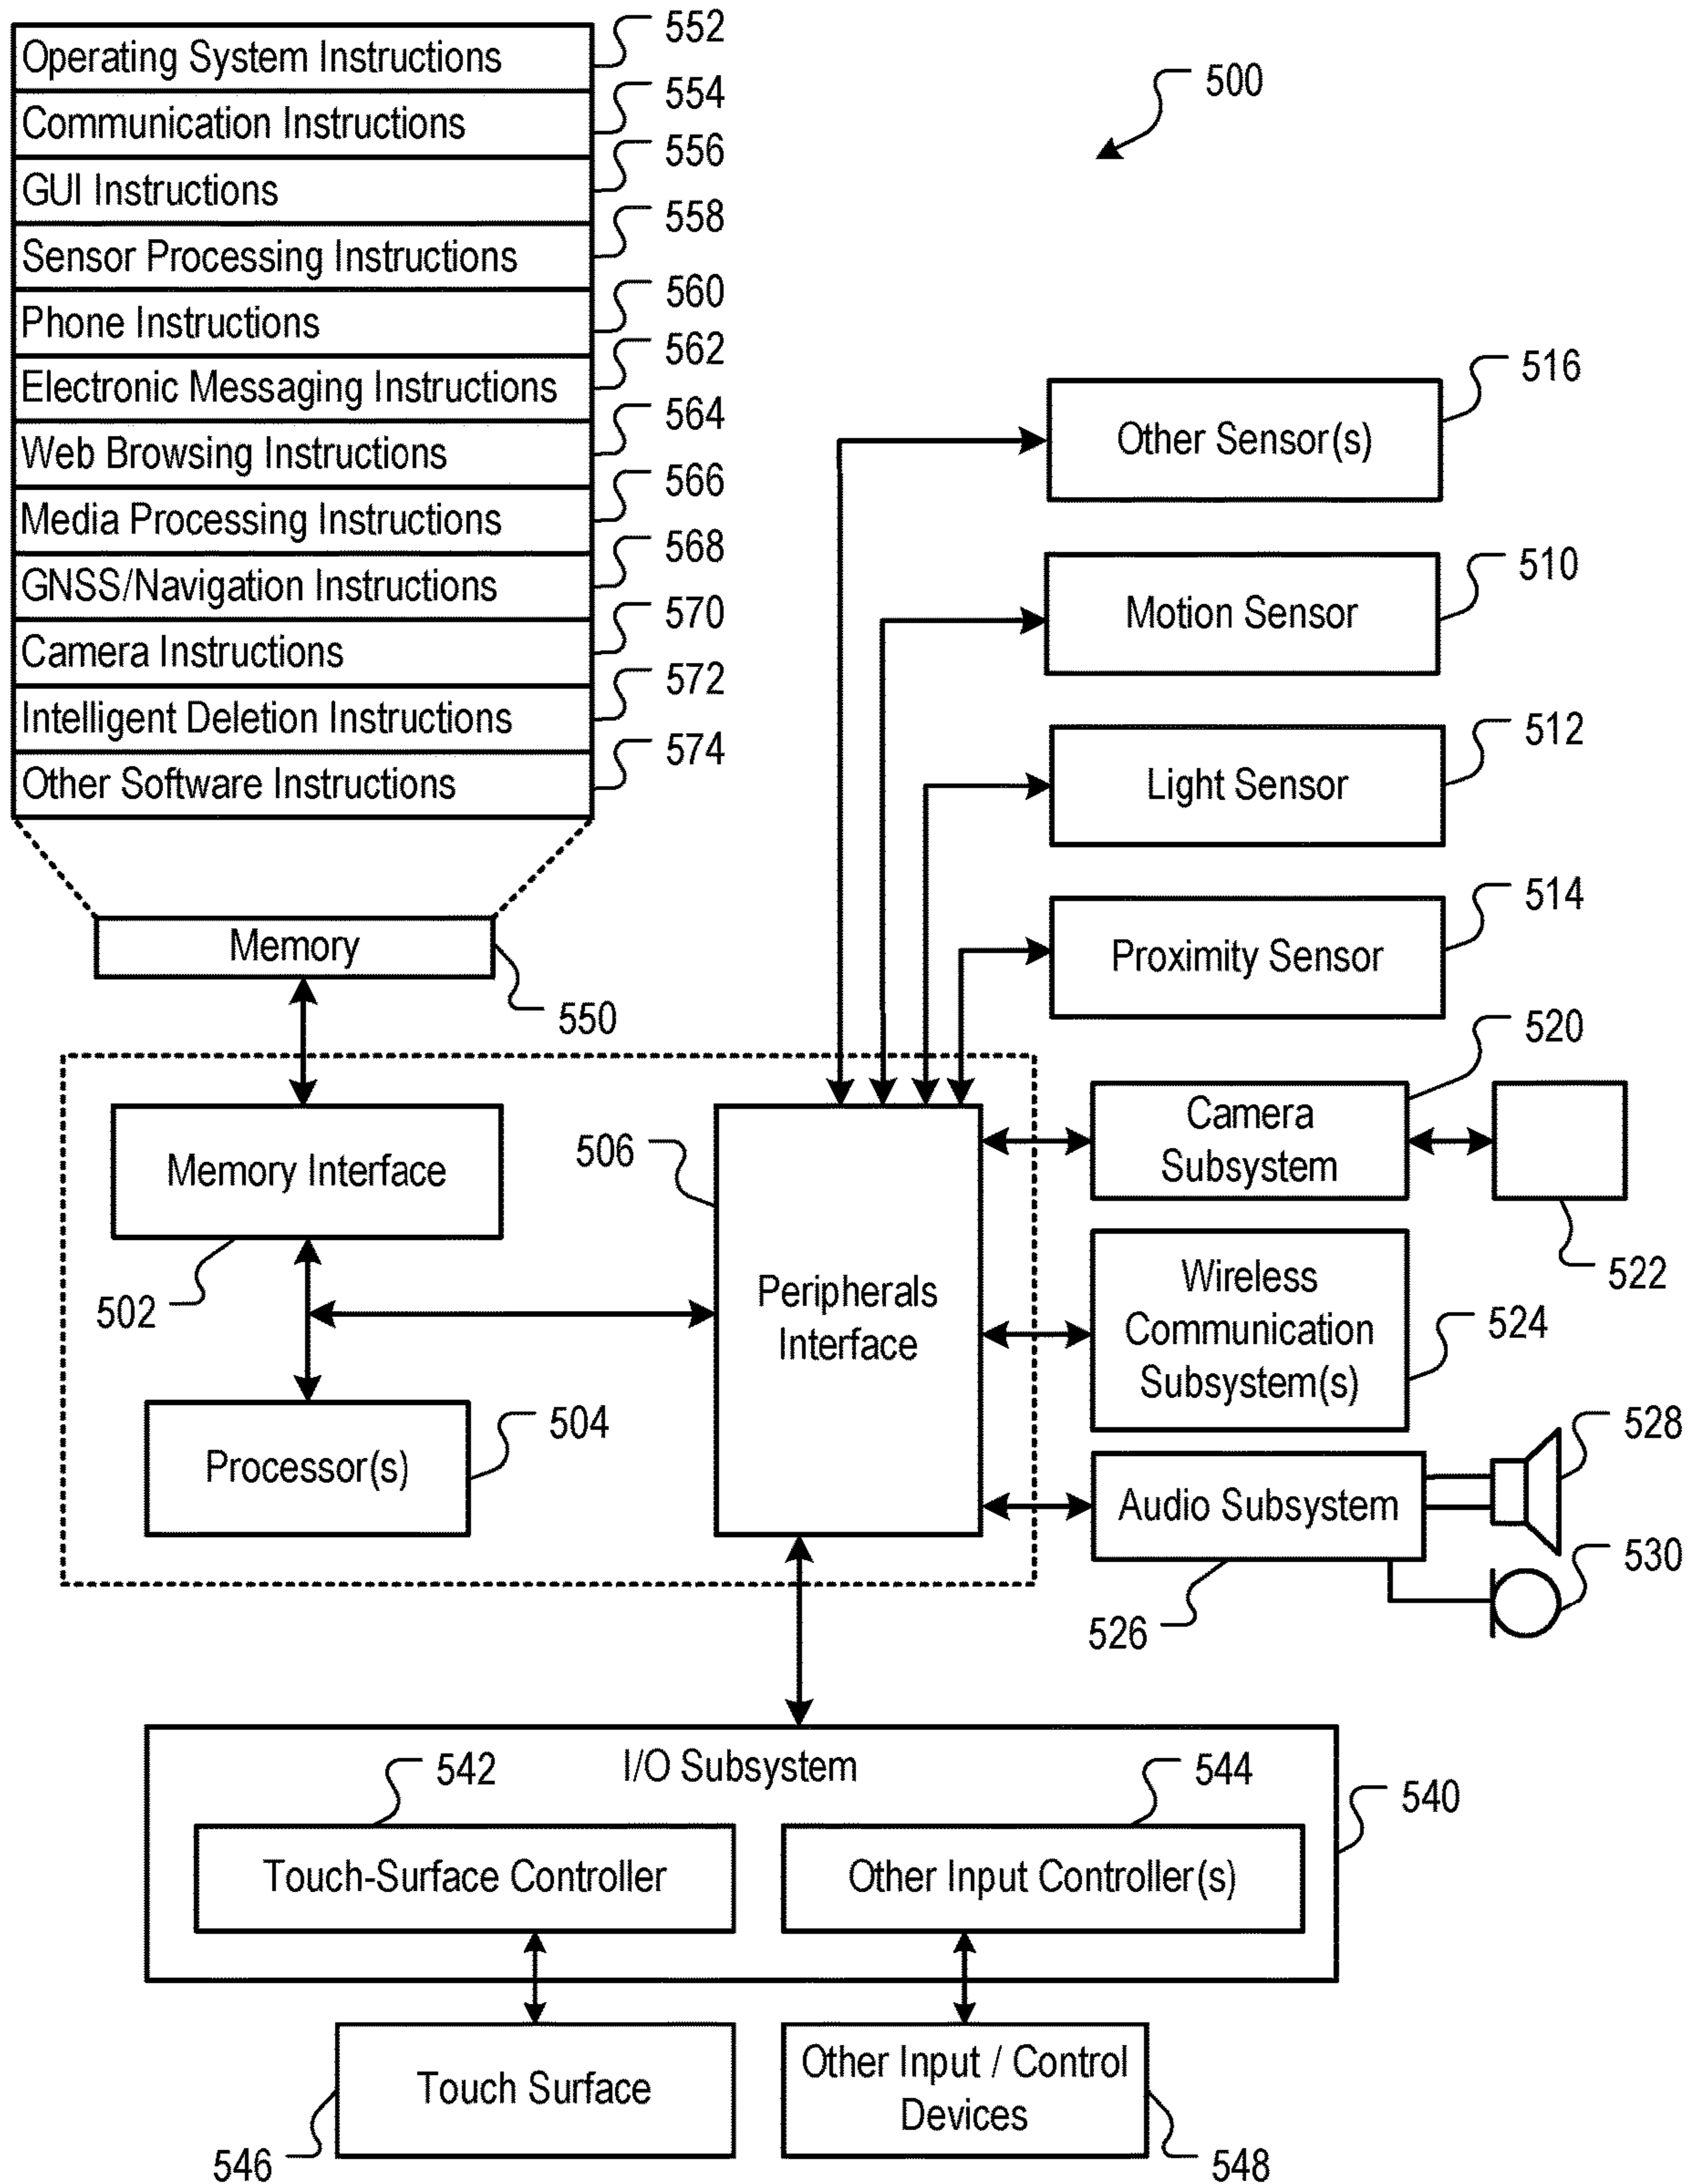 Operating System Instructions
552
Communication Instructions
554
GUI Instructions
556
Sensor Processing Instructions
558
Phone Instructions
560
Electronic Messaging Instructions
562
Web Browsing Instructions
564
Media Processing Instructions
566
GNSS/Navigation Instructions
568
Camera Instructions
570
Intelligent Deletion Instructions
572
Other Software Instructions
574
500
Other Sensor(s)
516
Motion Sensor
510
Light Sensor
512
Proximity Sensor
514
Memory
550
Memory Interface
502
Processor(s)
504
506
Peripherals
Interface
Camera
Subsystem
520
522
Wireless
Communication
Subsystem(s)
524
Audio Subsystem
526
528
530
I/O Subsystem
540
542
Touch-Surface Controller
544
Other Input Controller(s)
Touch Surface
546
Other Input / Control
Devices
548